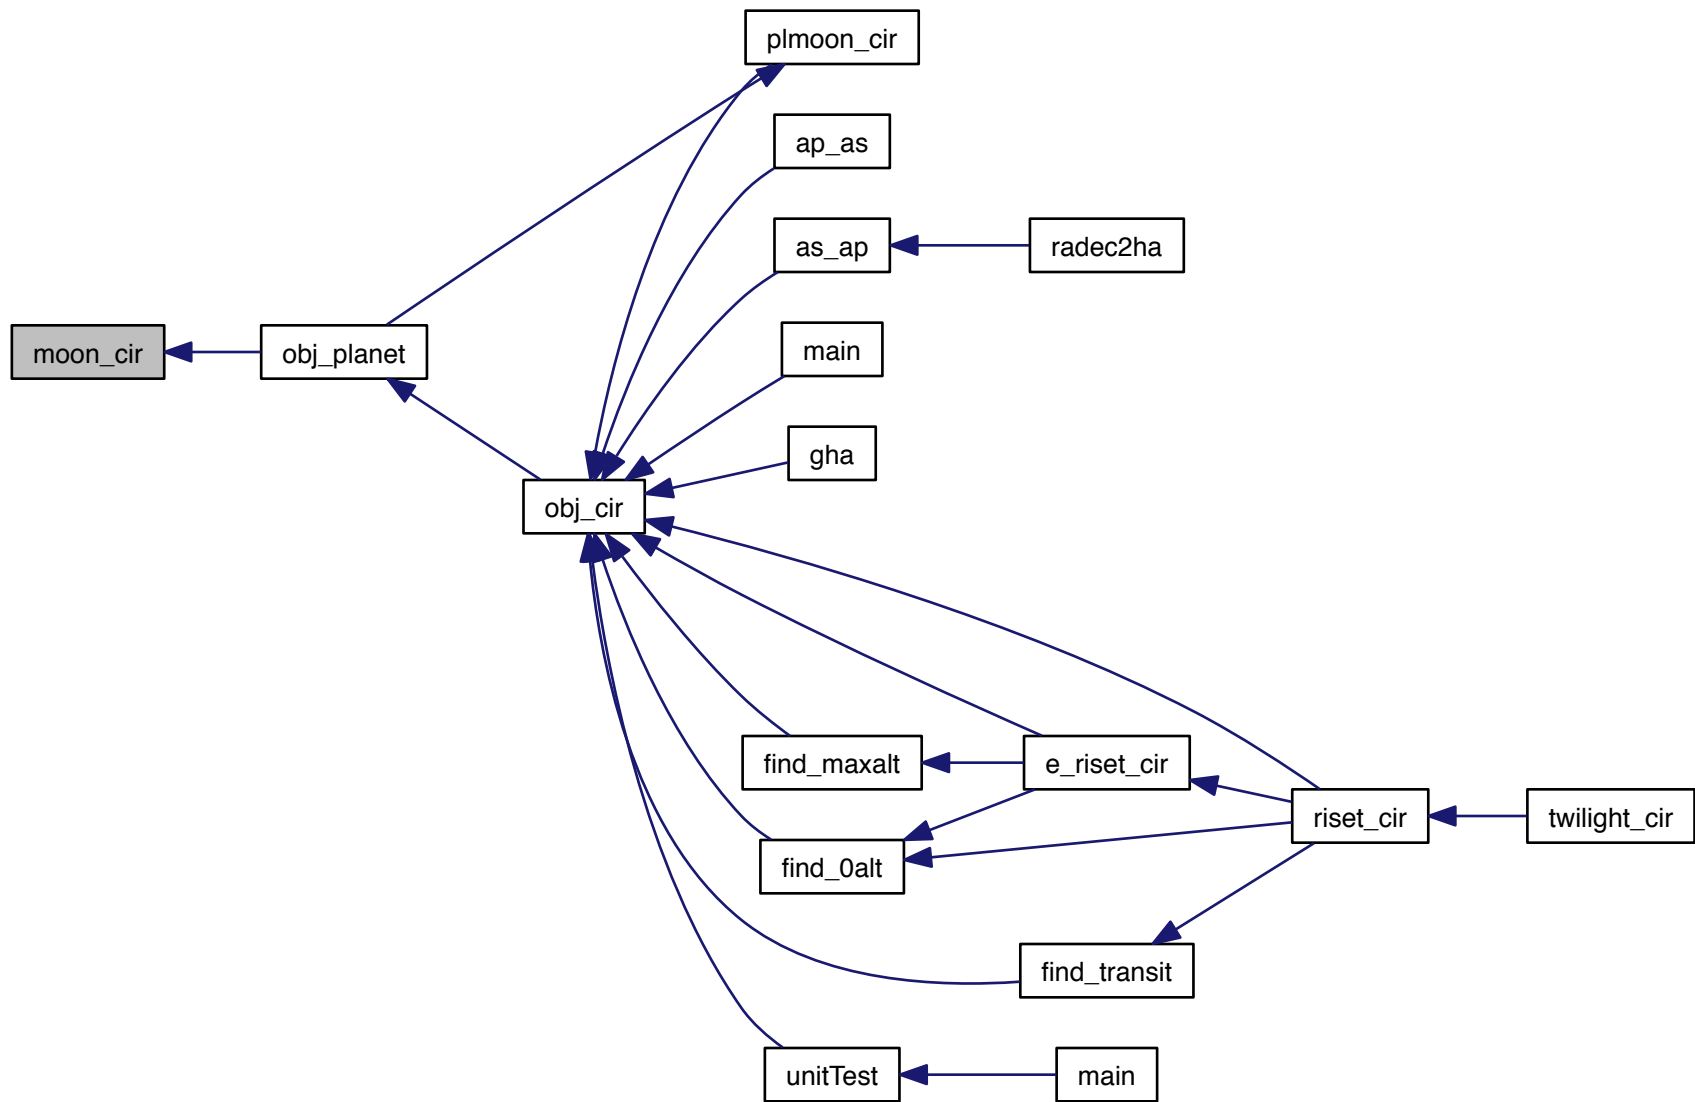 plmoon_cir
ap_as
as_ap
radec2ha
main
moon_cir
obj_planet
gha
obj_cir
find_maxalt
e_riset_cir
riset_cir
twilight_cir
find_0alt
find_transit
unitTest
main